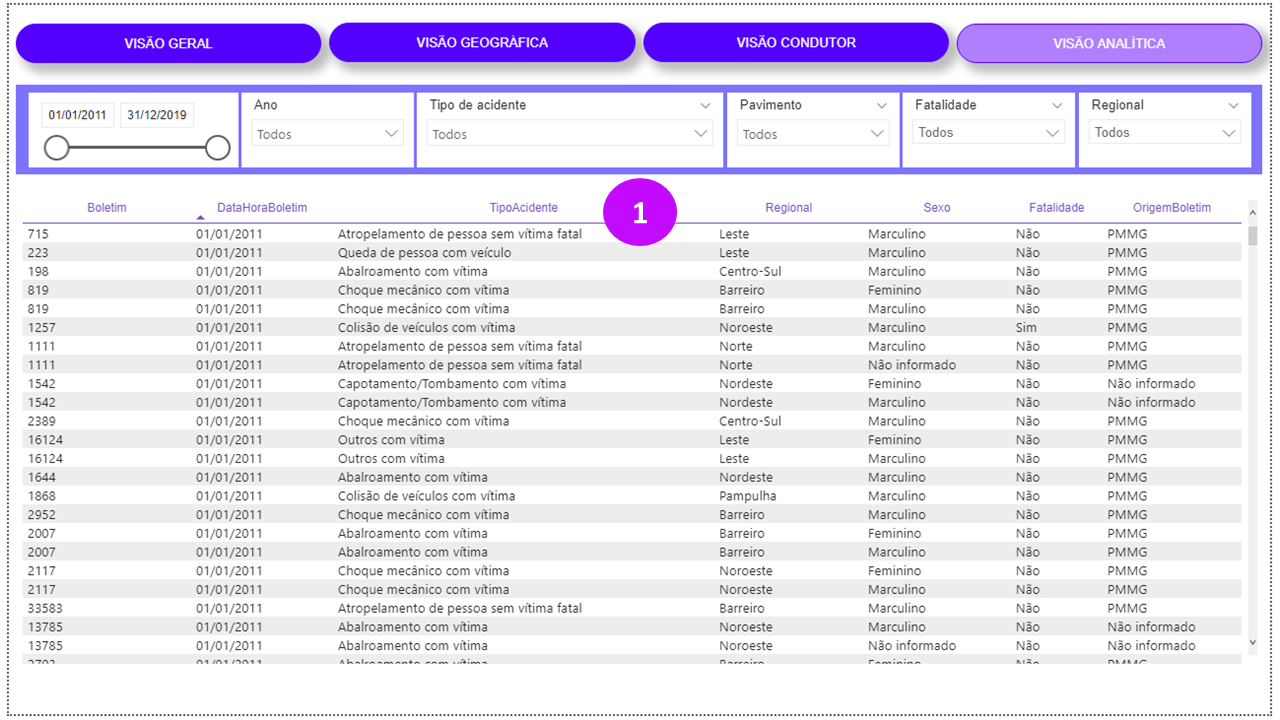 VISÃO GERAL VISÃO GEOGRÀFICA VISÃO CONDUTOR VISÃO ANALÍTICA
01/01/2011 31/12/2019 Ano Tipo de acidente Pavimento Fatalidade Regional
Todos Todos Todos Todos Todos
Boletim DataHoraBoletim TipoAcidente 1 Regional Sexo Fatalidade OrigemBoletim
715 01/01/2011 Atropelamento de pessoa sem vítima fatal Leste Marculino Não PMMG
223 01/01/2011 Queda de pessoa com veículo Leste Marculino Não PMMG
198 01/01/2011 Abalroamento com vítima Centro-Sul Marculino Não PMMG
819 01/01/2011 Choque mecânico com vítima Barreiro Feminino Não PMMG
819 01/01/2011 Choque mecânico com vítima Barreiro Marculino Não PMMG
1257 01/01/2011 Colisão de veículos com vítima Noroeste Marculino Sim PMMG
1111 01/01/2011 Atropelamento de pessoa sem vítima fatal Norte Marculino Não PMMG
1111 01/01/2011 Atropelamento de pessoa sem vítima fatal Norte Não informado Não PMMG
1542 01/01/2011 Capotamento/Tombamento com vítima Nordeste Feminino Não Não informado
1542 01/01/2011 Capotamento/Tombamento com vítima Nordeste Marculino Não Não informado
2389 01/01/2011 Choque mecânico com vítima Centro-Sul Marculino Não PMMG
16124 01/01/2011 Outros com vítima Leste Feminino Não PMMG
16124 01/01/2011 Outros com vítima Leste Marculino Não PMMG
1644 01/01/2011 Abalroamento com vítima Nordeste Marculino Não PMMG
1868 01/01/2011 Colisão de veículos com vítima Pampulha Marculino Não PMMG
2952 01/01/2011 Choque mecânico com vítima Barreiro Marculino Não PMMG
2007 01/01/2011 Abalroamento com vítima Barreiro Feminino Não PMMG
2007 01/01/2011 Abalroamento com vítima Barreiro Marculino Não PMMG
2117 01/01/2011 Choque mecânico com vítima Noroeste Feminino Não PMMG
2117 01/01/2011 Choque mecânico com vítima Noroeste Marculino Não PMMG
33583 01/01/2011 Atropelamento de pessoa sem vítima fatal Barreiro Marculino Não PMMG
13785 01/01/2011 Abalroamento com vítima Noroeste Marculino Não Não informado
13785 01/01/2011 Abalroamento com vítima Noroeste Não informado Não Não informado
01/01/2011 Abalroamento com vítima Barreiro Feminino Não PMMG